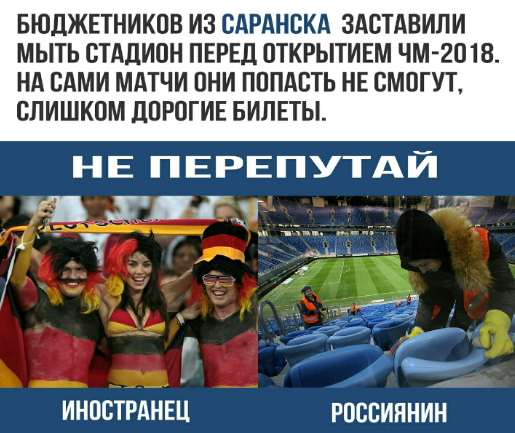 БЮДЖЕТНИКОВ ИЗ САРАНСКА ЗАСТАВИЛИ
МЫТЬ СТАДИОН ПЕРЕД ОТКРЫТИЕМ ЧМ-2018.
НА САМИ МАТЧИ ОНИ ПОПАСТЬ НЕ СМОГУТ,
СЛИШКОМ ДОРОГИЕ БИЛЕТЫ.
НЕ ПЕРЕПУТАЙ
ИНОСТРАНЕЦ
РОССИЯНИН